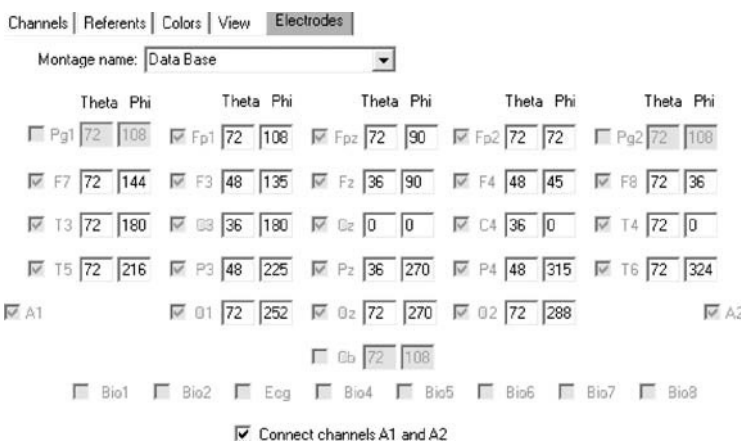 Channels Referents Colors View Electrodes
Montage name: Data Base
Theta Phi Theta Phi Theta Phi Theta Phi Theta Phi
Pg1 72 108 Fp1 72 108 Fpz 72 90 Fp2 72 72 Pg2 72 108
F7 72 144 F3 48 135 Fz 36 90 F4 48 45 F8 72 36
T3 72 180 C3 36 180 Cz 0 0 C4 36 0 T4 72 0
T5 72 216 P3 48 225 Pz 36 270 P4 48 315 T6 72 324
A1 O1 72 252 Oz 72 270 O2 72 288 A2
Cb 72 108
Bio1 Bio2 Ecg Bio4 Bio5 Bio6 Bio7 Bio8
Connect channels A1 and A2